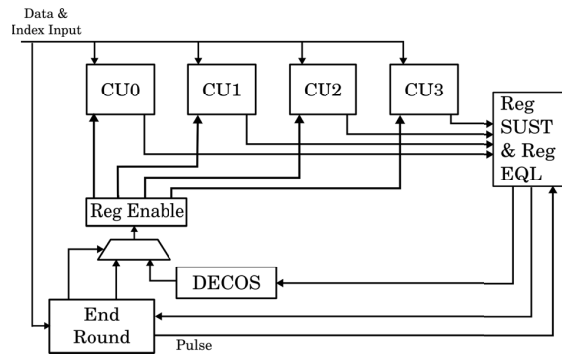 Data &
Index Input
CU0
CU1
CU2
CU3
Reg
SUST
& Reg
EQL
Reg Enable
DECOS
End
Round
Pulse